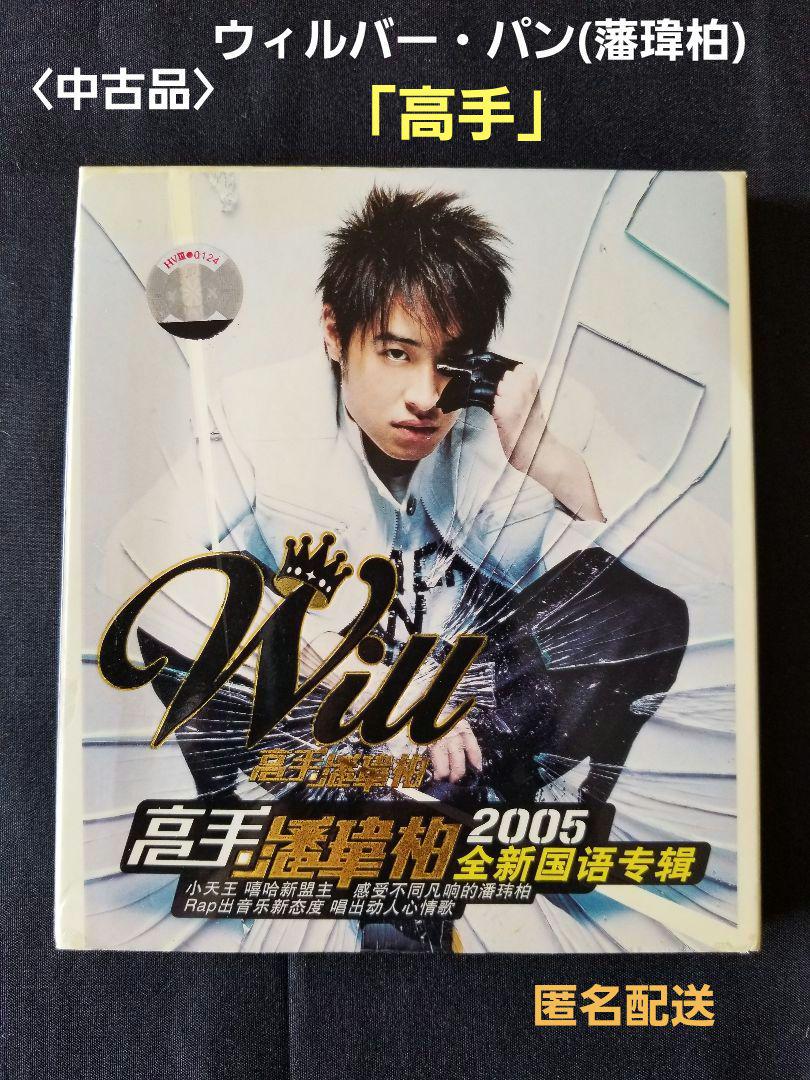 ウィルバー・パン(藩瑋柏)
〈中古品〉
「高手」
HVⅢ●0124
Will
高手潘瑋柏
高手.潘瑋柏 2005
全新国语专辑
小天王 嘻哈新盟主 感受不同凡响的潘玮柏
Rap出音乐新态度 唱出动人心情歌
匿名配送